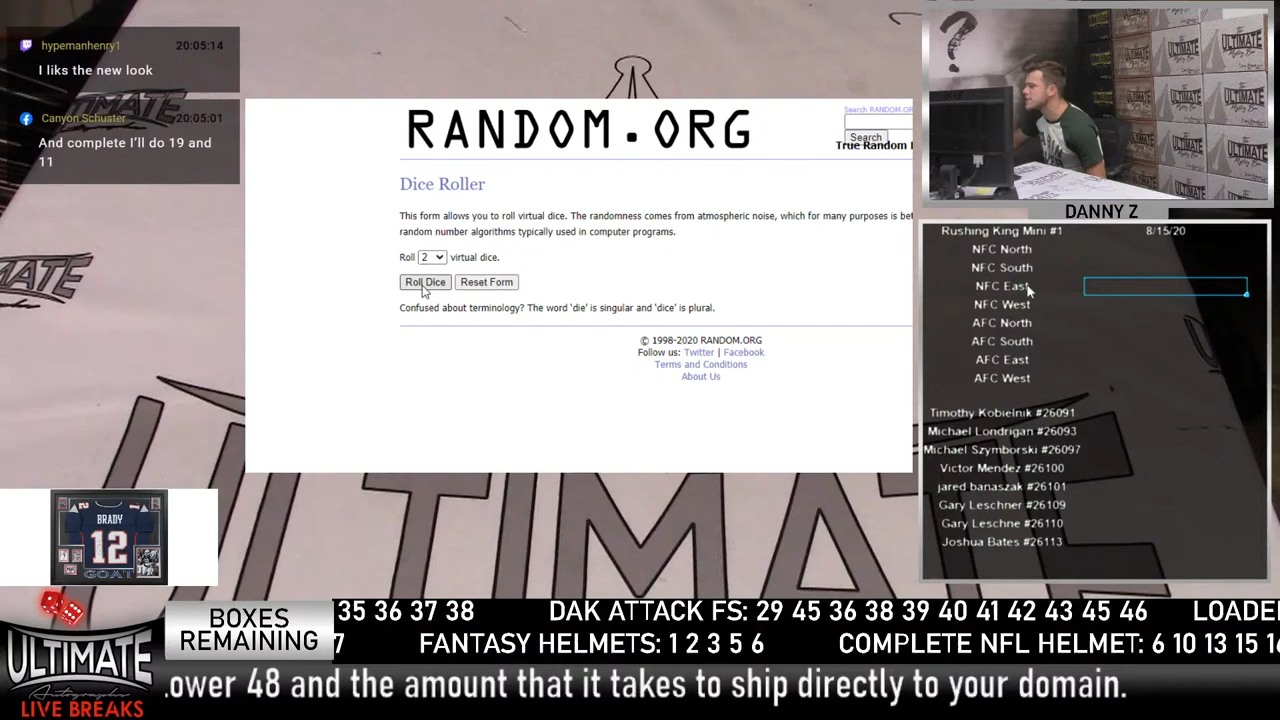 hypemanhenry1 20:05:14
I liks the new look
Canyon Schuster 20:05:01
And complete I'll do 19 and
11
RANDOM.ORG
Search RANDOM.OR
Search
True Random
Dice Roller
This form allows you to roll virtual dice. The randomness comes from atmospheric noise, which for many purposes is bet
random number algorithms typically used in computer programs.
Roll 2 virtual dice.
Roll Dice Reset Form
Confused about terminology? The word 'die' is singular and 'dice' is plural.
© 1998-2020 RANDOM.ORG
Follow us: Twitter | Facebook
Terms and Conditions
About Us
ULTIMATE
DANNY Z
Rushing King Mini #1 8/15/20
NFC North
NFC South
NFC East
NFC West
AFC North
AFC South
AFC East
AFC West
Timothy Kobielnik #26091
Michael Londrigan #26093
Michael Szymborski #26097
Victor Mendez #26100
jared banaszak #26101
Gary Leschner #26109
Gary Leschne #26110
Joshua Bates #26113
ULTIMATE
BRADY
12
GOAT
BOXES
REMAINING
35 36 37 38 DAK ATTACK FS: 29 45 36 38 39 40 41 42 43 45 46 LOADE
7 FANTASY HELMETS: 1 2 3 5 6 COMPLETE NFL HELMET: 6 10 13 15 16
.ower 48 and the amount that it takes to ship directly to your domain.
ULTIMATE
Autographs
LIVE BREAKS